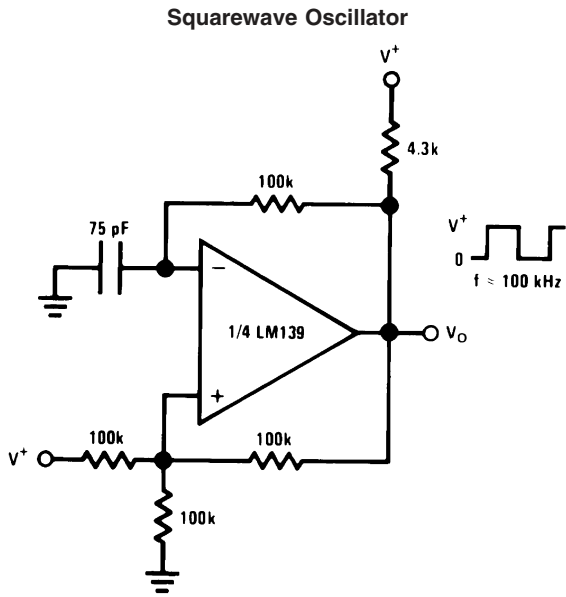 Squarewave Oscillator
V+
4.3k
100k
75 pF
V+
0
f ≈ 100 kHz
−
1/4 LM139
VO
+
100k
100k
V+
100k